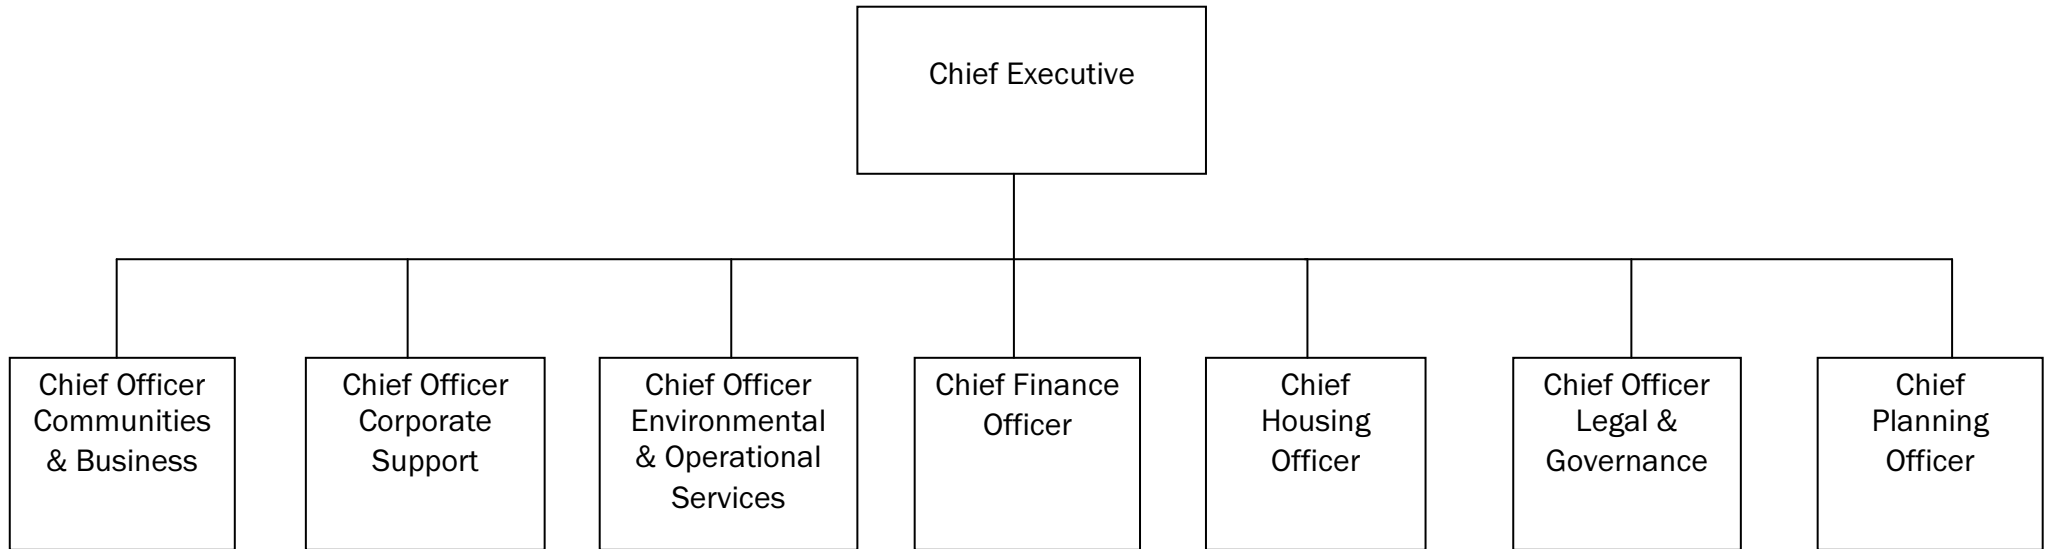 Chief Executive
Chief Officer
Communities
& Business
Chief Officer
Corporate
Support
Chief Officer
Environmental
& Operational
Services
Chief Finance
Officer
Chief
Housing
Officer
Chief Officer
Legal &
Governance
Chief
Planning
Officer